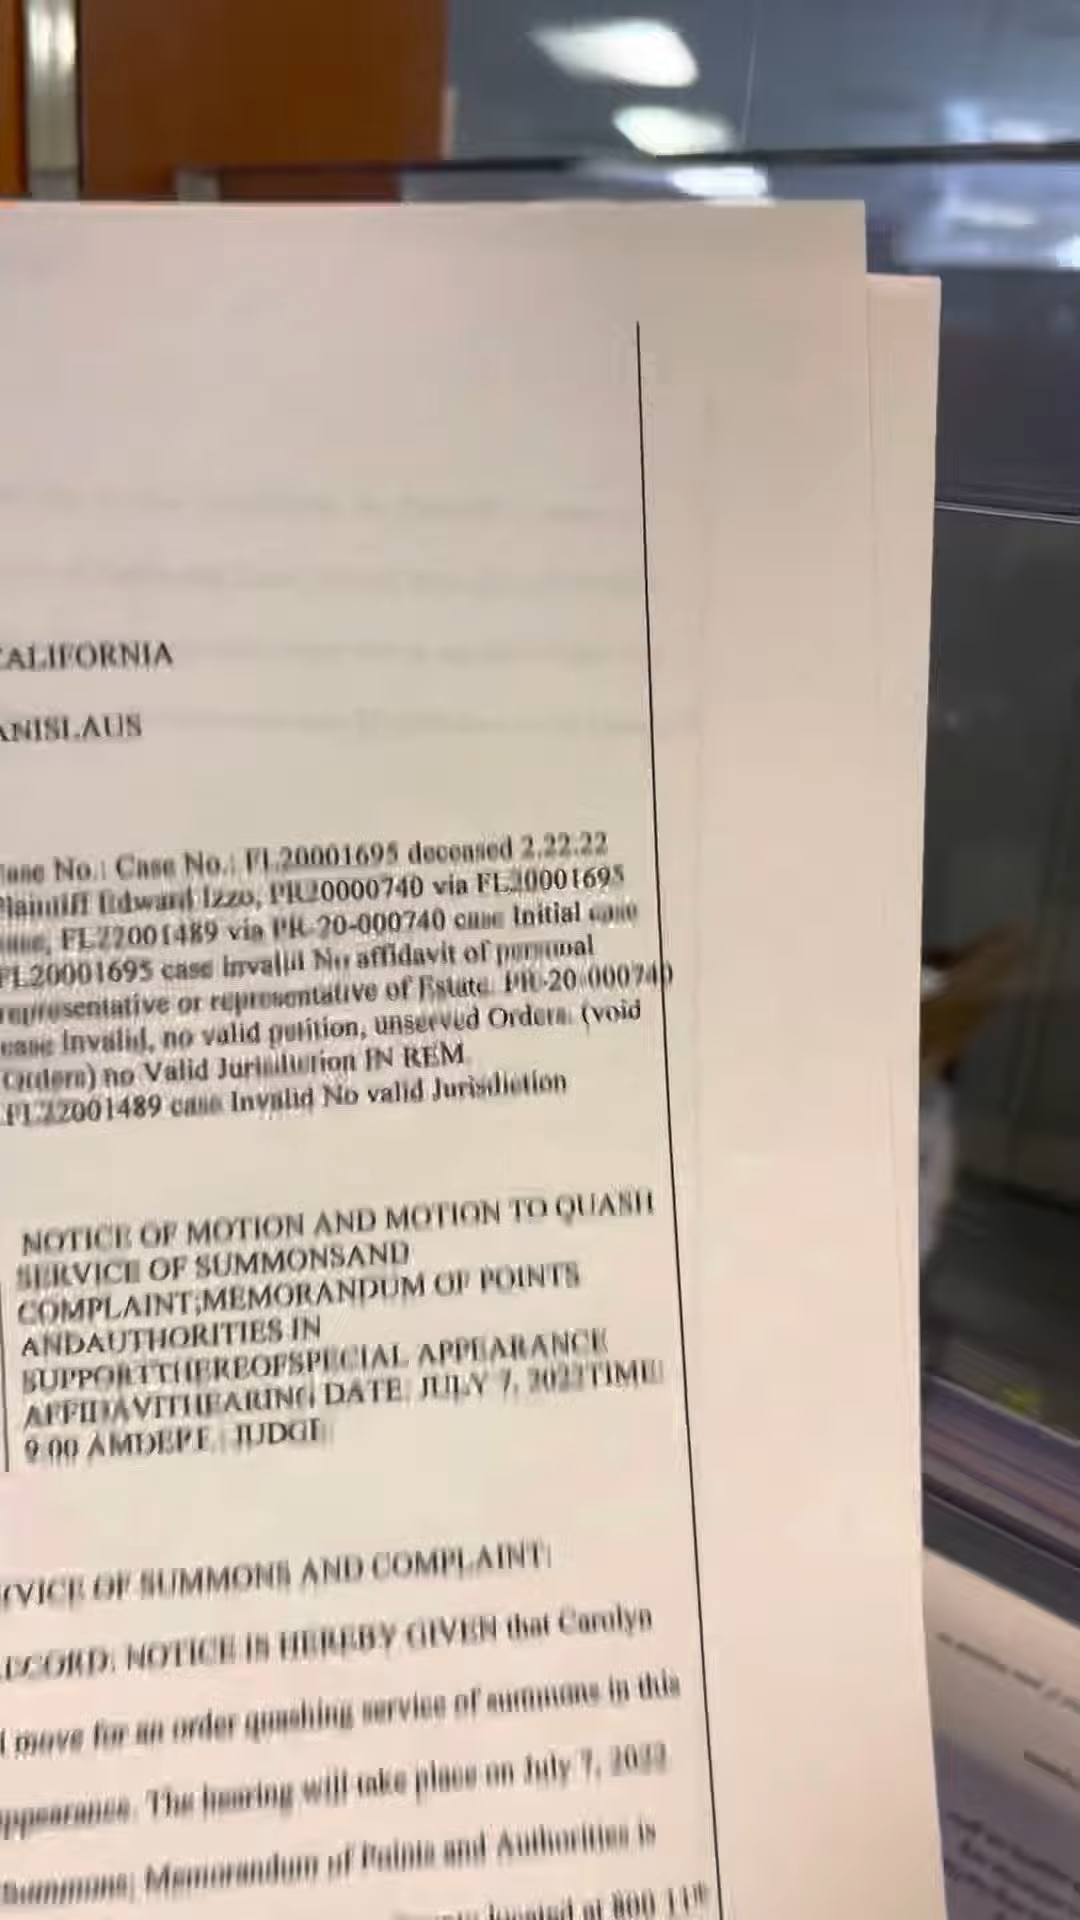 CALIFORNIA
ANISLAUS
Case No.: Case No.: FL20001695 deceased 2.22.22
Plaintiff Edward Izzo, PR20000740 via FL20001695
case, FL22001489 via PR-20-000740 case Initial case
FL20001695 case invalid No affidavit of personal
representative or representative of Estate. PR-20-000740
case Invalid, no valid petition, unserved Orders. (void
Orders) no Valid Jurisdiction IN REM
FL22001489 case Invalid No valid Jurisdiction
NOTICE OF MOTION AND MOTION TO QUASH
SERVICE OF SUMMONSAND
COMPLAINT;MEMORANDUM OF POINTS
ANDAUTHORITIES IN
SUPPORTTHEREOFSPECIAL APPEARANCE
AFFIDAVITHEARING DATE: JULY 7, 2022TIME:
9:00 AMDEPT.: JUDGE:
RVICE OF SUMMONS AND COMPLAINT;
ECORD: NOTICE IS HEREBY GIVEN that Carolyn
l move for an order quashing service of summons in this
appearance. The hearing will take place on July 7, 2022
Summons; Memorandum of Points and Authorities is
located at 800 11th